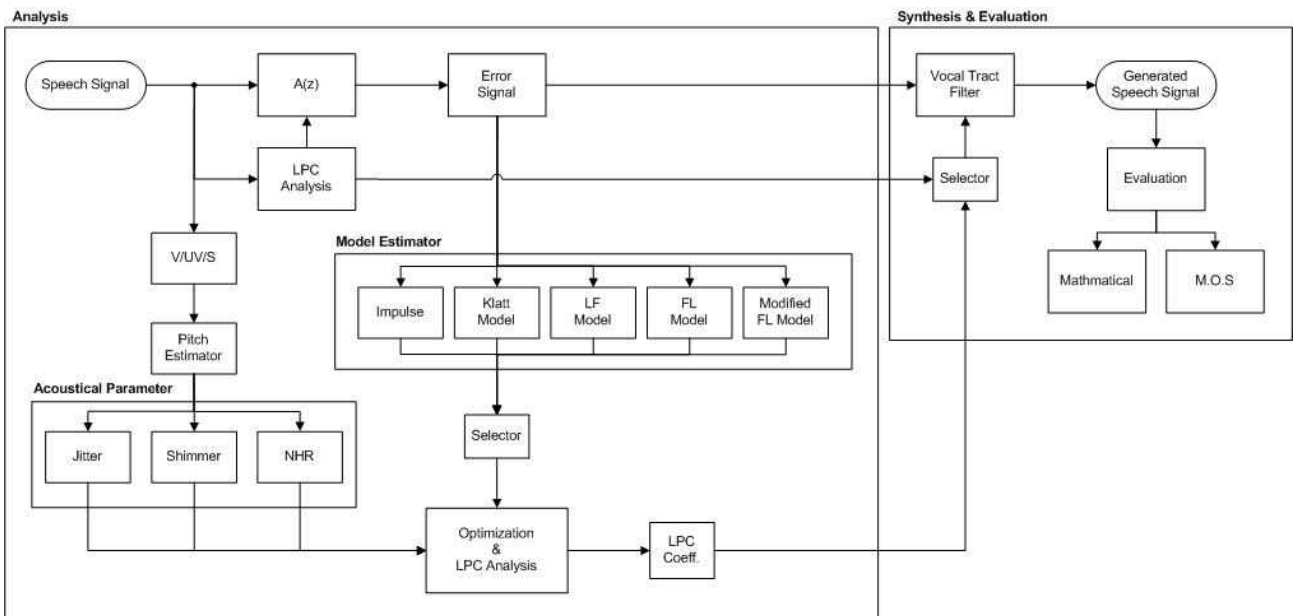 Analysis
Synthesis & Evaluation
Speech Signal
A(z)
Error
Signal
Vocal Tract
Filter
Generated
Speech Signal
LPC
Analysis
Selector
Evaluation
V/UV/S
Model Estimator
Mathmatical
M.O.S
Impulse
Klatt
Model
LF
Model
FL
Model
Modified
FL Model
Pitch
Estimator
Acoustical Parameter
Jitter
Shimmer
NHR
Selector
Optimization
&
LPC Analysis
LPC
Coeff.